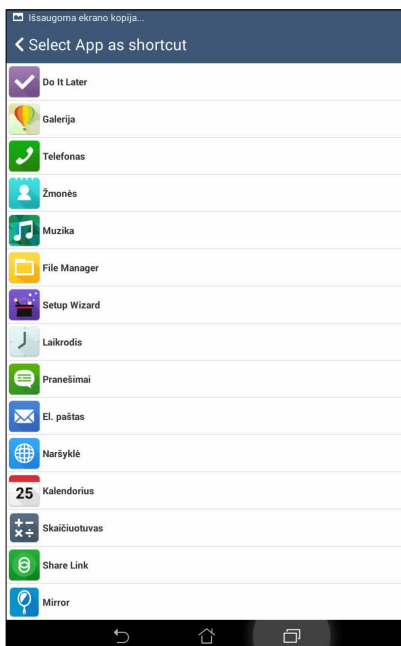 Išsaugoma ekrano kopija...
Select App as shortcut
Do It Later
Galerija
Telefonas
Žmonės
Muzika
File Manager
Setup Wizard
Laikrodis
Pranešimai
El. paštas
Naršyklė
25 Kalendorius
Skaičiuotuvas
Share Link
Mirror